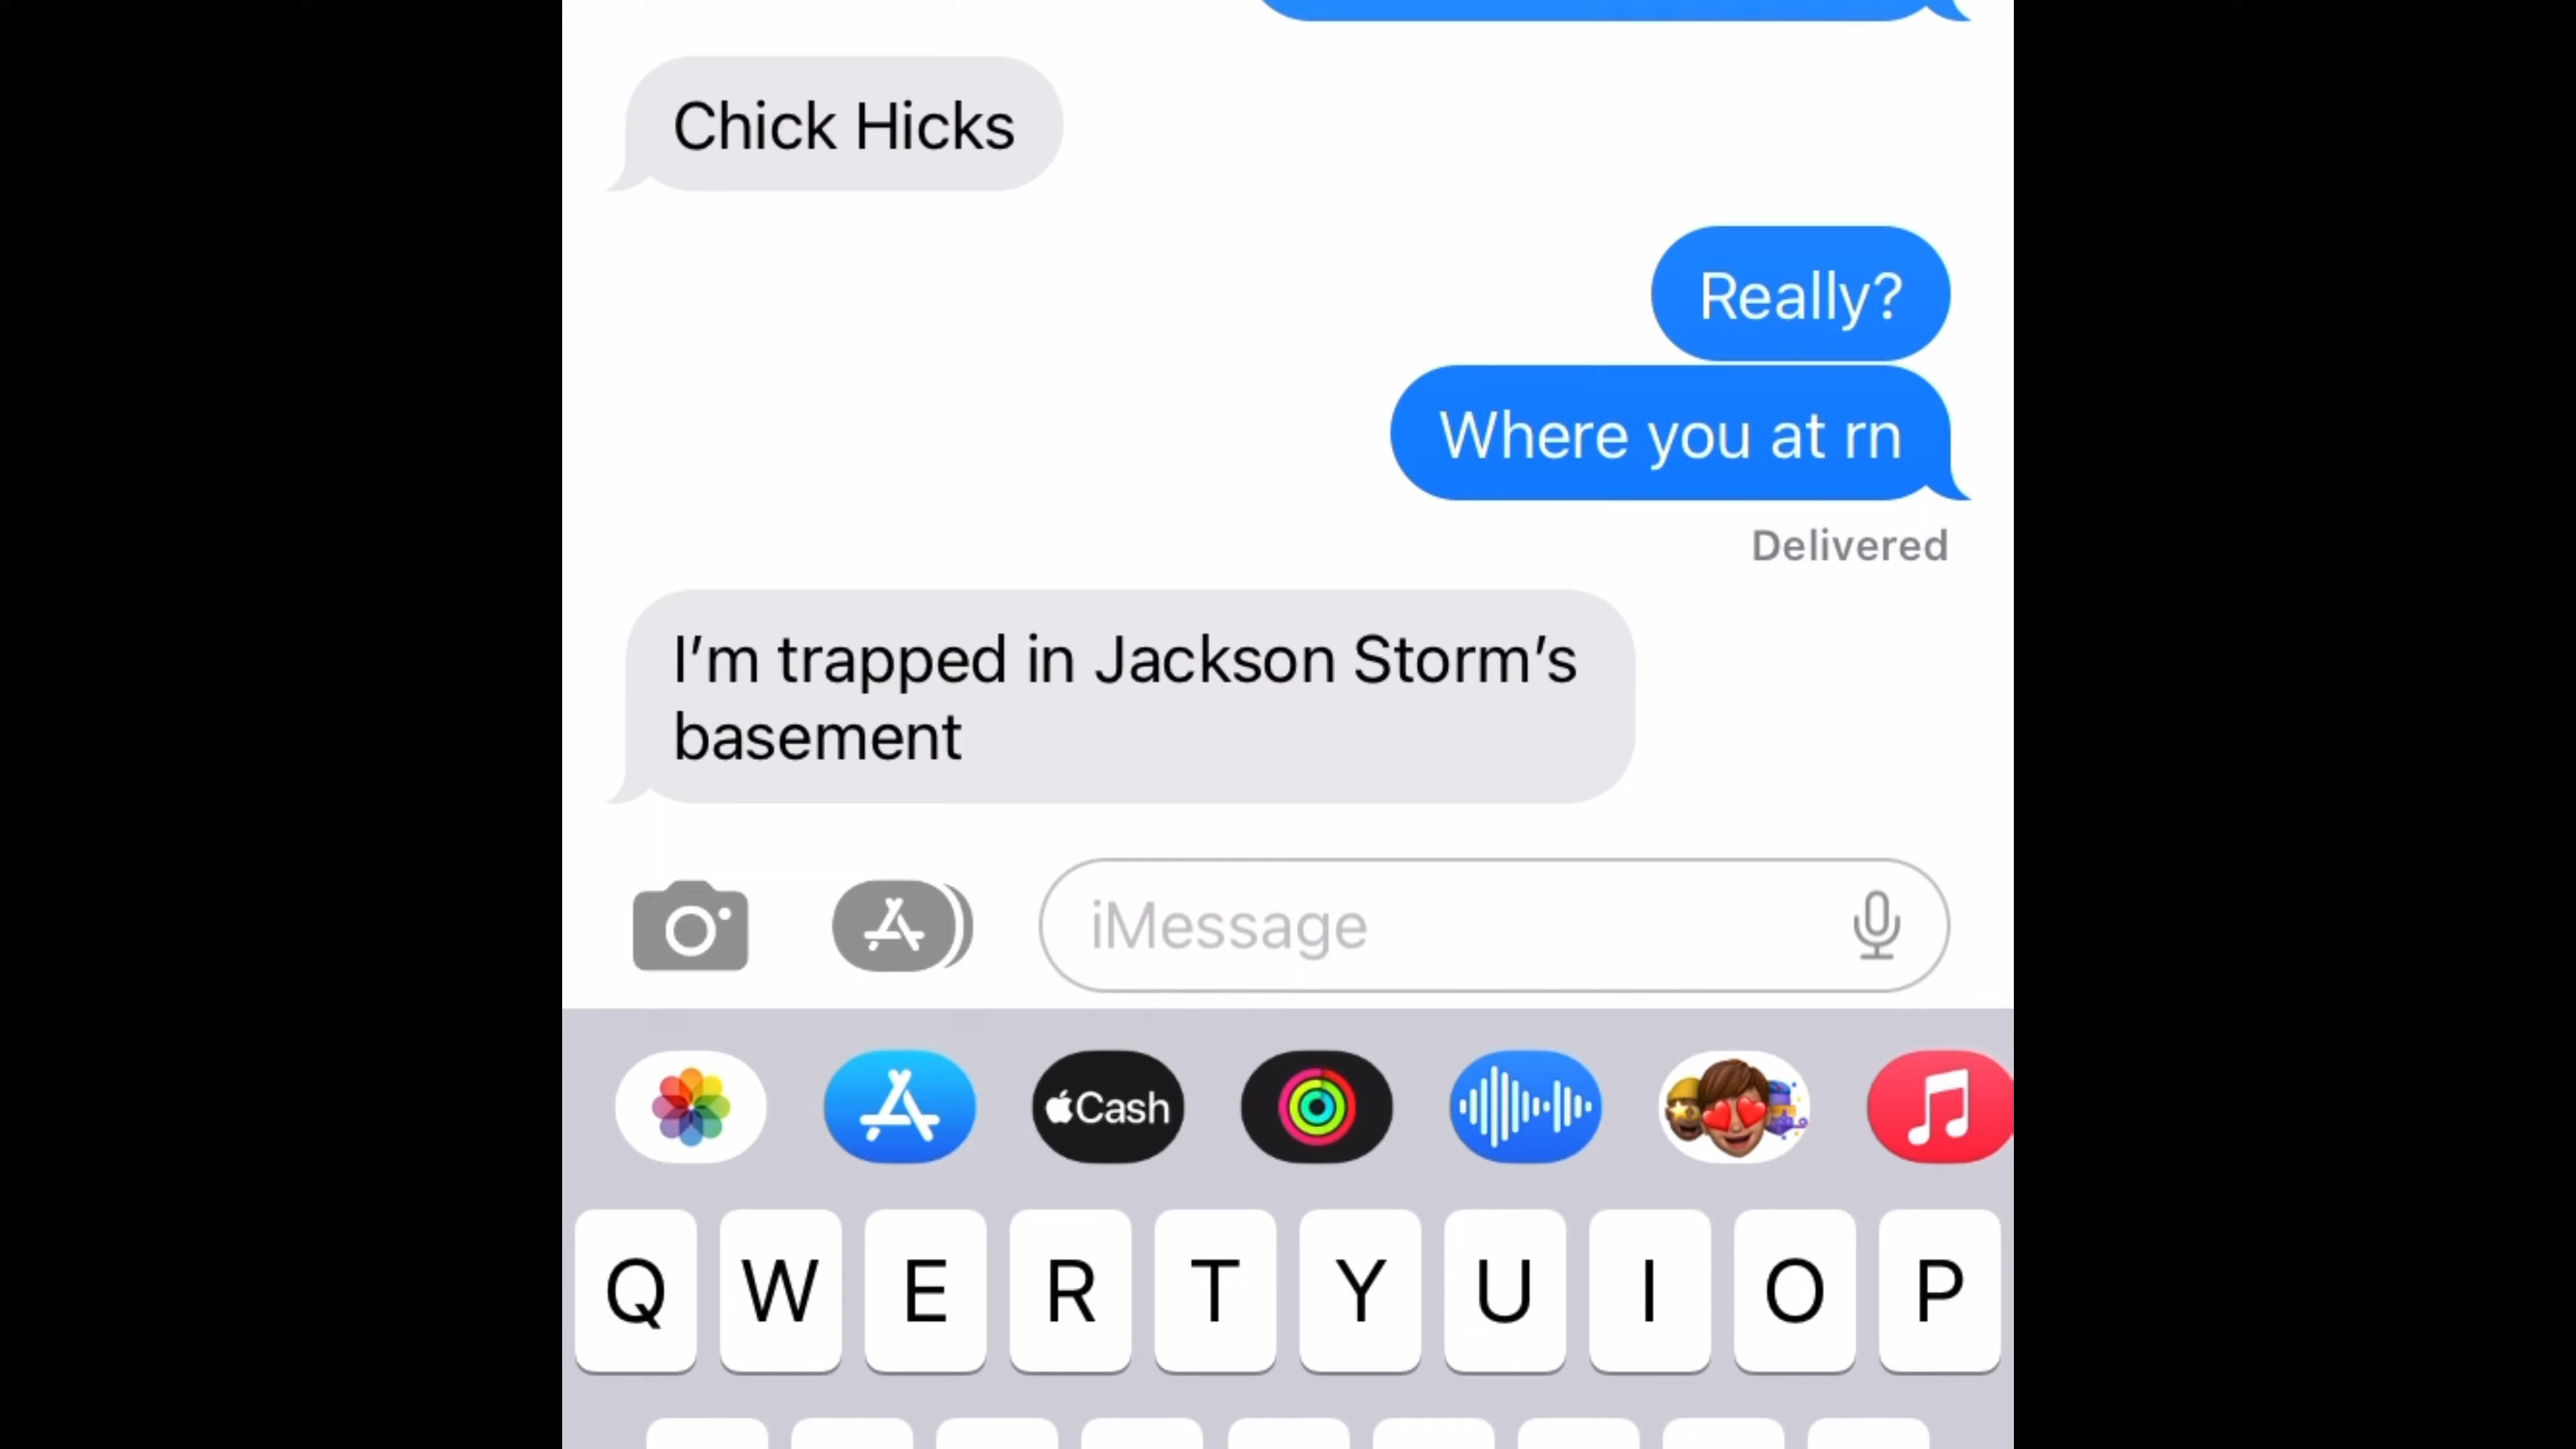 Chick Hicks
Really?
Where you at rn
Delivered
I’m trapped in Jackson Storm’s
basement
iMessage
Cash
Q W E R T Y U I O P